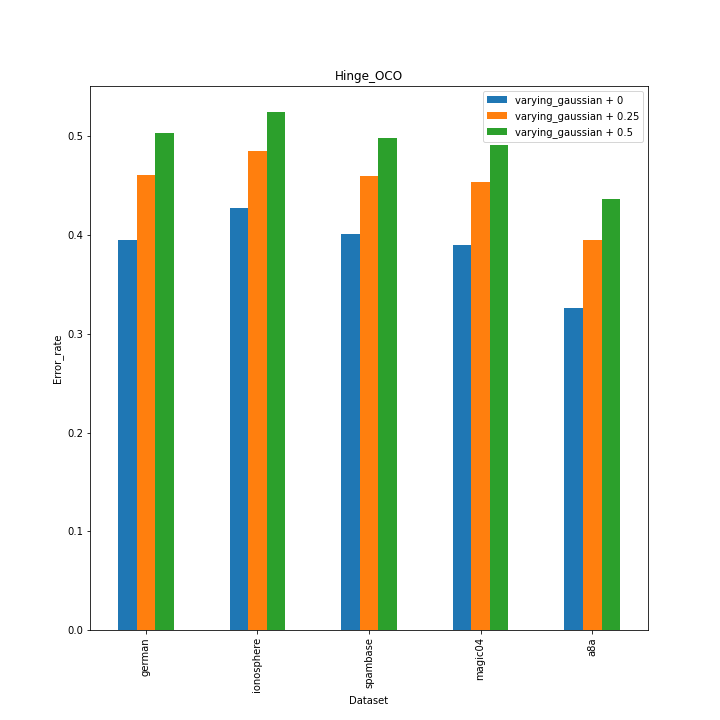 Hinge_OCO
varying_gaussian + 0
varying_gaussian + 0.25
varying_gaussian + 0.5
Error_rate
0.5
0.4
0.3
0.2
0.1
0.0
german
ionosphere
spambase
magic04
a8a
Dataset